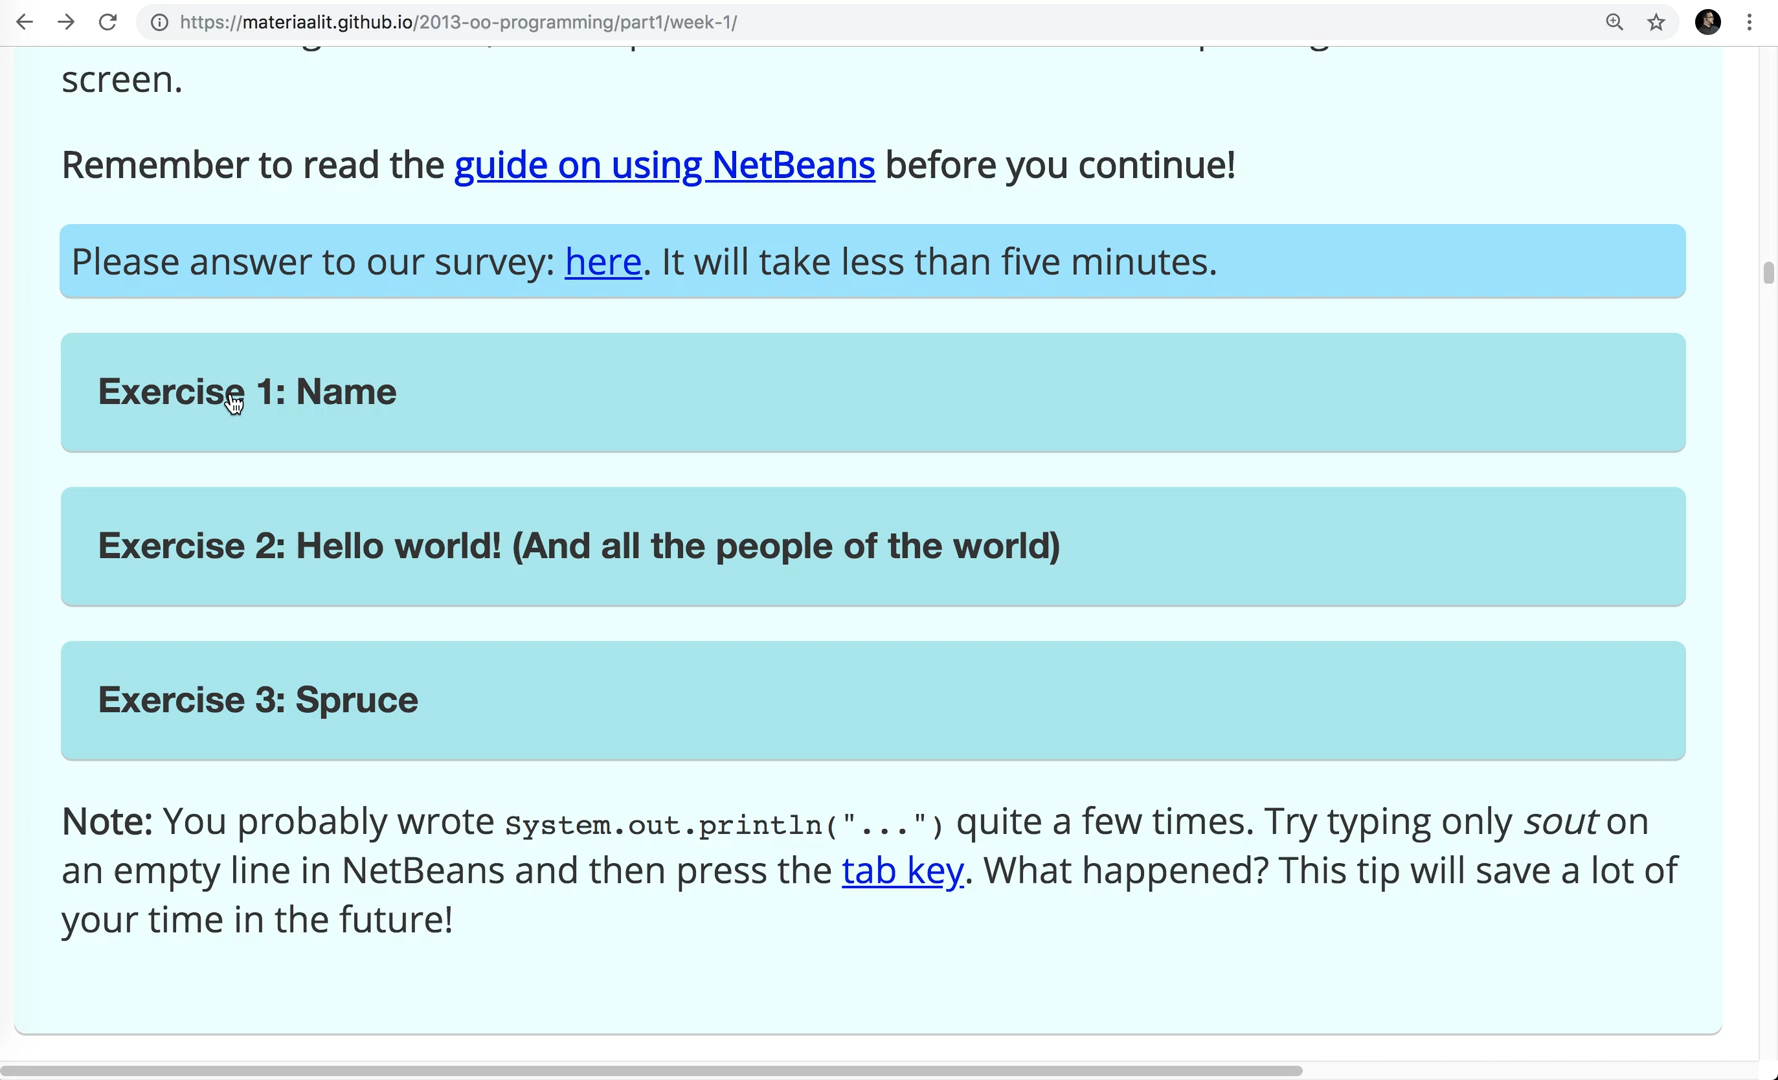 https://materiaalit.github.io/2013-oo-programming/part1/week-1/
screen.
Remember to read the guide on using NetBeans before you continue!
Please answer to our survey: here. It will take less than five minutes.
Exercise 1: Name
Exercise 2: Hello world! (And all the people of the world)
Exercise 3: Spruce
Note: You probably wrote System.out.println("...") quite a few times. Try typing only sout on
an empty line in NetBeans and then press the tab key. What happened? This tip will save a lot of
your time in the future!